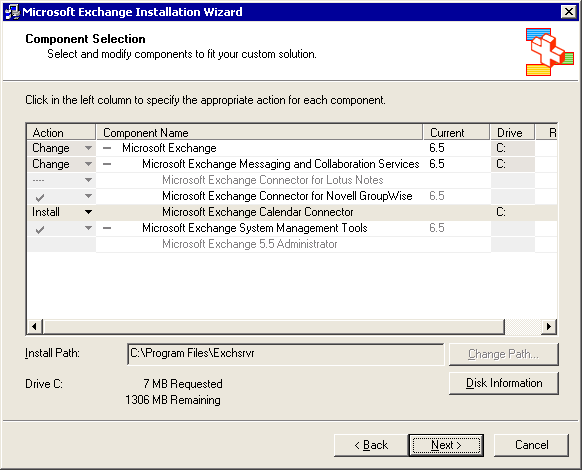 Microsoft Exchange Installation Wizard
Component Selection
Select and modify components to fit your custom solution.
Click in the left column to specify the appropriate action for each component.
Action Component Name Current Drive R
Change Microsoft Exchange 6.5 C:
Change Microsoft Exchange Messaging and Collaboration Services 6.5 C:
---- Microsoft Exchange Connector for Lotus Notes
Microsoft Exchange Connector for Novell GroupWise 6.5
Install Microsoft Exchange Calendar Connector C:
Microsoft Exchange System Management Tools 6.5
Microsoft Exchange 5.5 Administrator
Install Path: C:\Program Files\Exchsrvr Change Path...
Drive C: 7 MB Requested Disk Information
1306 MB Remaining
< Back Next > Cancel